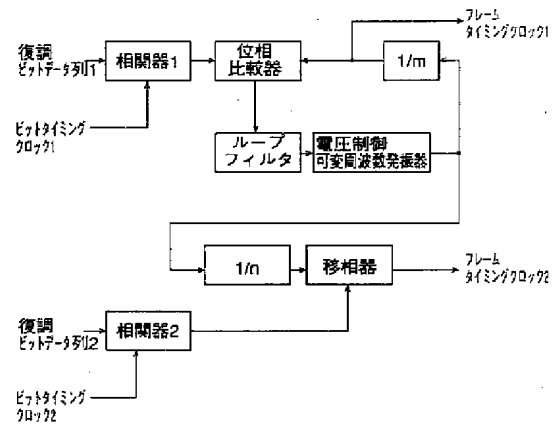 フレーム
タイミングクロック1
復調
ビットデータ列1
相関器1
位相
比較器
1/m
ビットタイミング
クロック1
ループ
フィルタ
電圧制御
可変周波数発振器
1/n
移相器
フレーム
タイミングクロック2
復調
ビットデータ列2
相関器2
ビットタイミング
クロック2